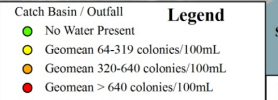 Catch Basin / Outfall Legend
No Water Present
Geomean 64-319 colonies/100mL
Geomean 320-640 colonies/100mL
Geomean > 640 colonies/100mL